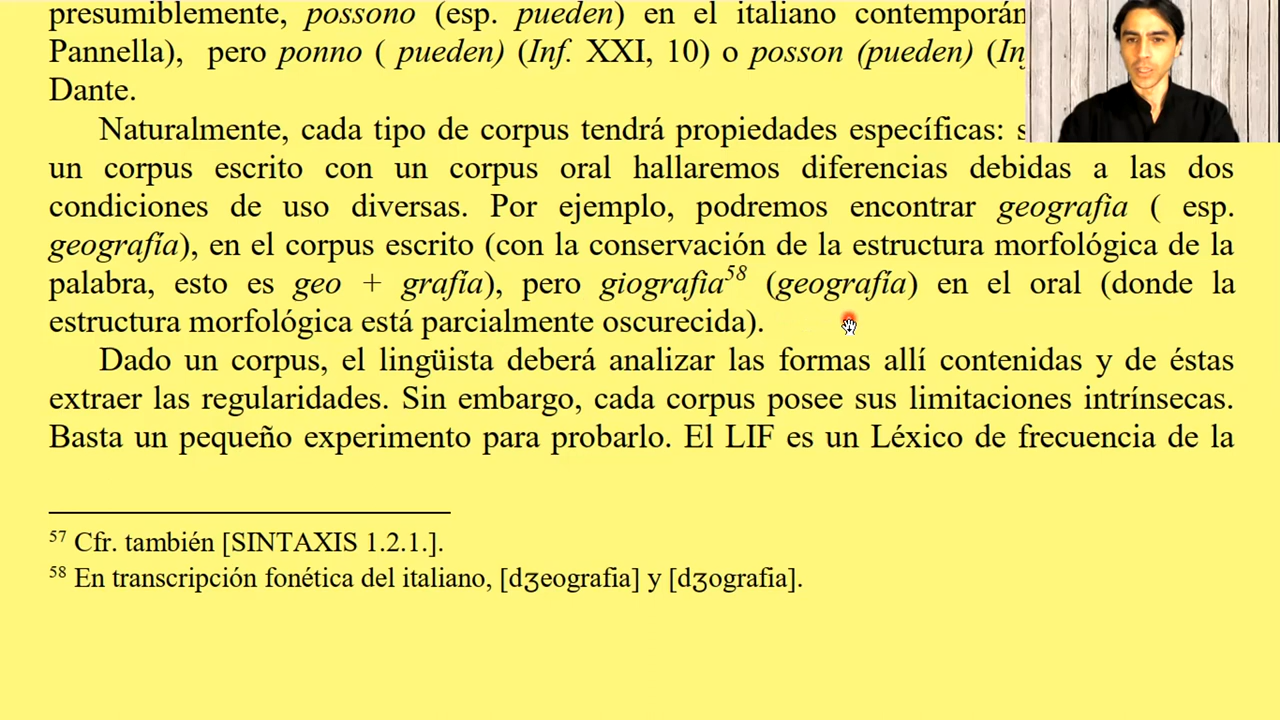 presumiblemente, possono (esp. pueden) en el italiano contemporán
Pannella), pero ponno ( pueden) (Inf. XXI, 10) o posson (pueden) (In
Dante.
Naturalmente, cada tipo de corpus tendrá propiedades específicas: s
un corpus escrito con un corpus oral hallaremos diferencias debidas a las dos
condiciones de uso diversas. Por ejemplo, podremos encontrar geografia ( esp.
geografía), en el corpus escrito (con la conservación de la estructura morfológica de la
palabra, esto es geo + grafía), pero giografia58 (geografía) en el oral (donde la
estructura morfológica está parcialmente oscurecida).
Dado un corpus, el lingüista deberá analizar las formas allí contenidas y de éstas
extraer las regularidades. Sin embargo, cada corpus posee sus limitaciones intrínsecas.
Basta un pequeño experimento para probarlo. El LIF es un Léxico de frecuencia de la
57 Cfr. también [SINTAXIS 1.2.1.].
58 En transcripción fonética del italiano, [dʒeografia] y [dʒografia].